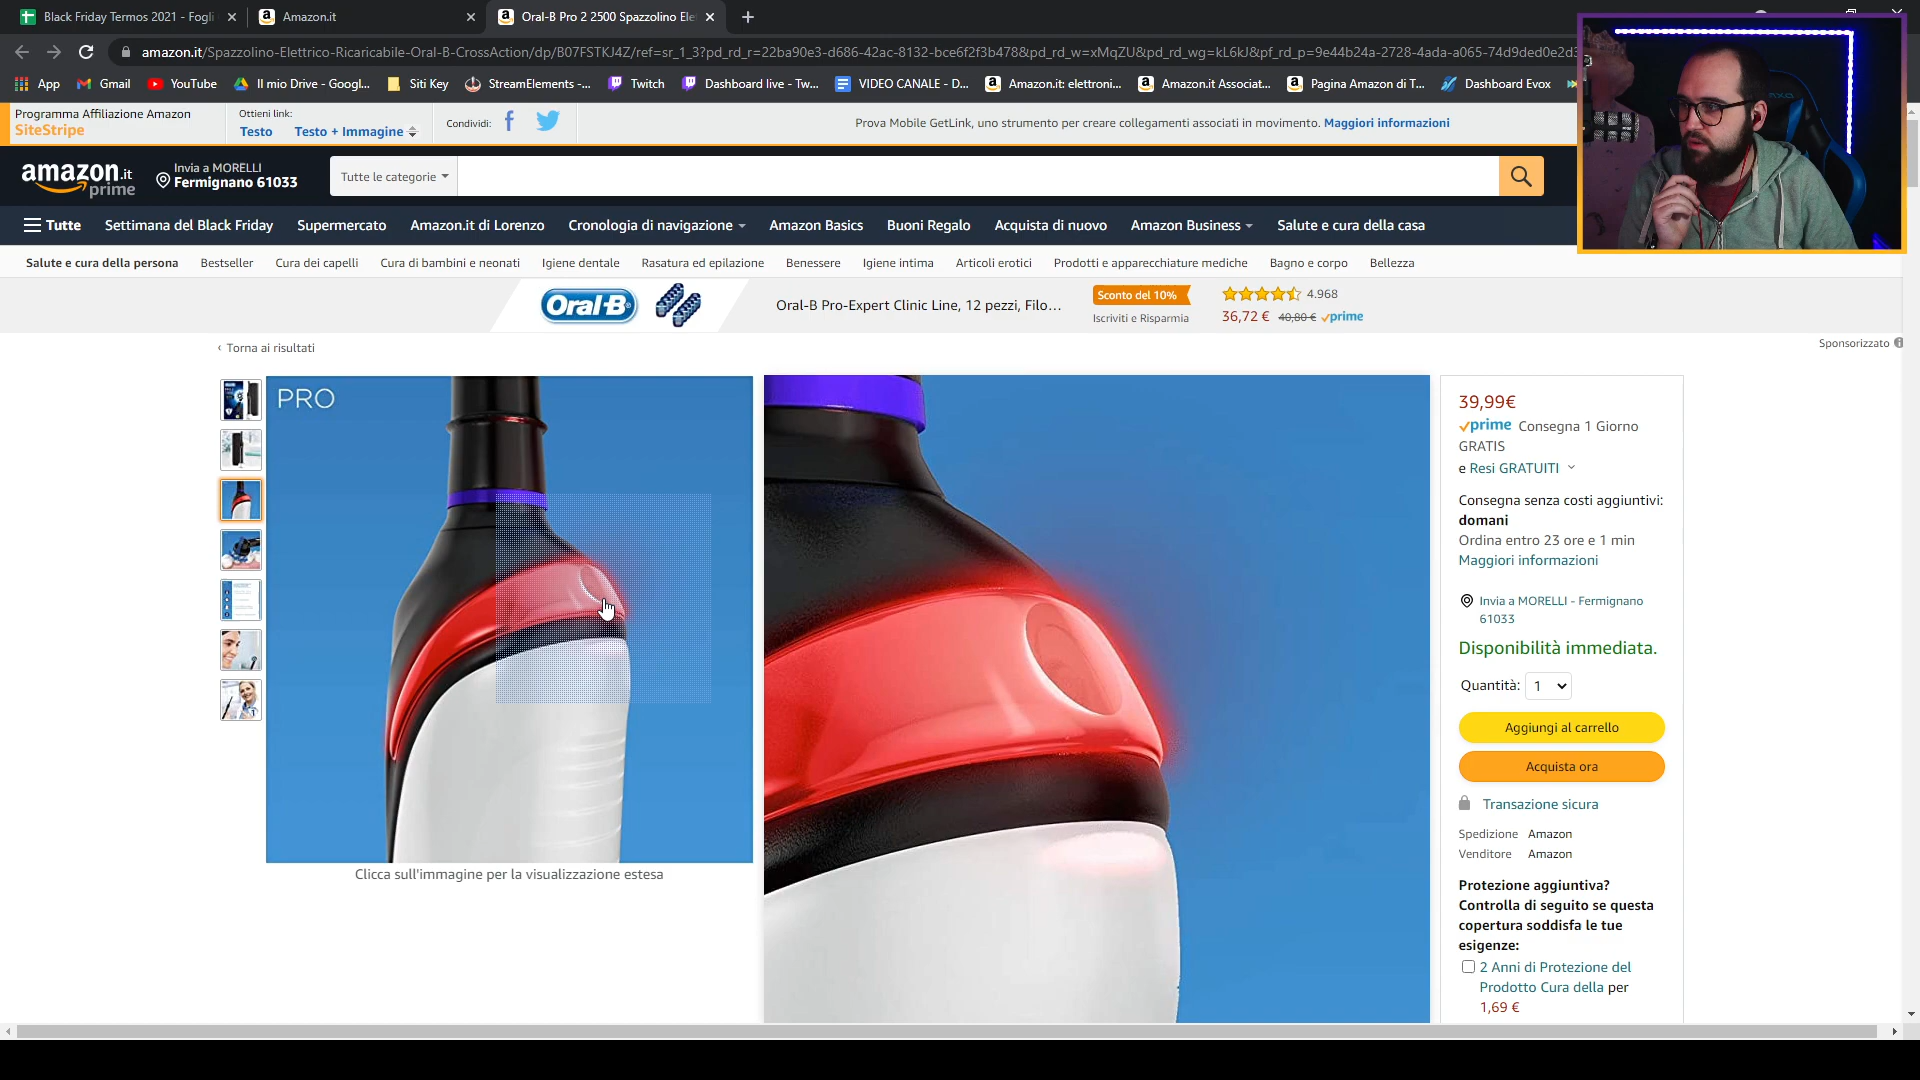 Black Friday Termos 2021 - Fogli
Amazon.it
Oral-B Pro 2 2500 Spazzolino Ele
amazon.it/Spazzolino-Elettrico-Ricaricabile-Oral-B-CrossAction/dp/B07FSTKJ4Z/ref=sr_1_3?pd_rd_r=22ba90e3-d686-42ac-8132-bce6f2f3b478&pd_rd_w=xMqZU&pd_rd_wg=kL6kJ&pf_rd_p=9e44b24a-2728-4ada-a065-74d9ded0e2d3
App
Gmail
YouTube
Il mio Drive - Googl...
Siti Key
StreamElements -...
Twitch
Dashboard live - Tw...
VIDEO CANALE - D...
Amazon.it: elettroni...
Amazon.it Associat...
Pagina Amazon di T...
Dashboard Evox
Programma Affiliazione Amazon
SiteStripe
Ottieni link:
Testo
Testo + Immagine
Condividi:
Prova Mobile GetLink, uno strumento per creare collegamenti associati in movimento. Maggiori informazioni
amazon.it
prime
Invia a MORELLI
Fermignano 61033
Tutte le categorie
Tutte
Settimana del Black Friday
Supermercato
Amazon.it di Lorenzo
Cronologia di navigazione
Amazon Basics
Buoni Regalo
Acquista di nuovo
Amazon Business
Salute e cura della casa
Salute e cura della persona
Bestseller
Cura dei capelli
Cura di bambini e neonati
Igiene dentale
Rasatura ed epilazione
Benessere
Igiene intima
Articoli erotici
Prodotti e apparecchiature mediche
Bagno e corpo
Bellezza
Oral-B
Oral-B Pro-Expert Clinic Line, 12 pezzi, Filo...
Sconto del 10%
Iscriviti e Risparmia
4.968
36,72 € 40,80 € prime
‹ Torna ai risultati
Sponsorizzato
PRO
Clicca sull'immagine per la visualizzazione estesa
39,99€
prime Consegna 1 Giorno
GRATIS
e Resi GRATUITI
Consegna senza costi aggiuntivi:
domani
Ordina entro 23 ore e 1 min
Maggiori informazioni
Invia a MORELLI - Fermignano
61033
Disponibilità immediata.
Quantità: 1
Aggiungi al carrello
Acquista ora
Transazione sicura
Spedizione Amazon
Venditore Amazon
Protezione aggiuntiva?
Controlla di seguito se questa
copertura soddisfa le tue
esigenze:
2 Anni di Protezione del
Prodotto Cura della per
1,69 €